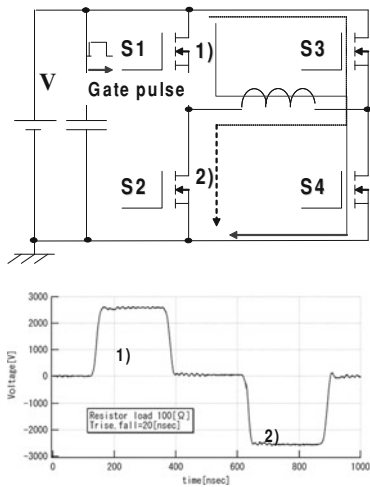 S1
1)
S3
Gate pulse
V
S2
2)
S4
3000
2000
1000
0
-1000
-2000
-3000
Voltage[V]
1)
Resistor load 100[Ω]
Trise,fall=20[nsec]
2)
0
200
400
600
800
1000
time[nsec]